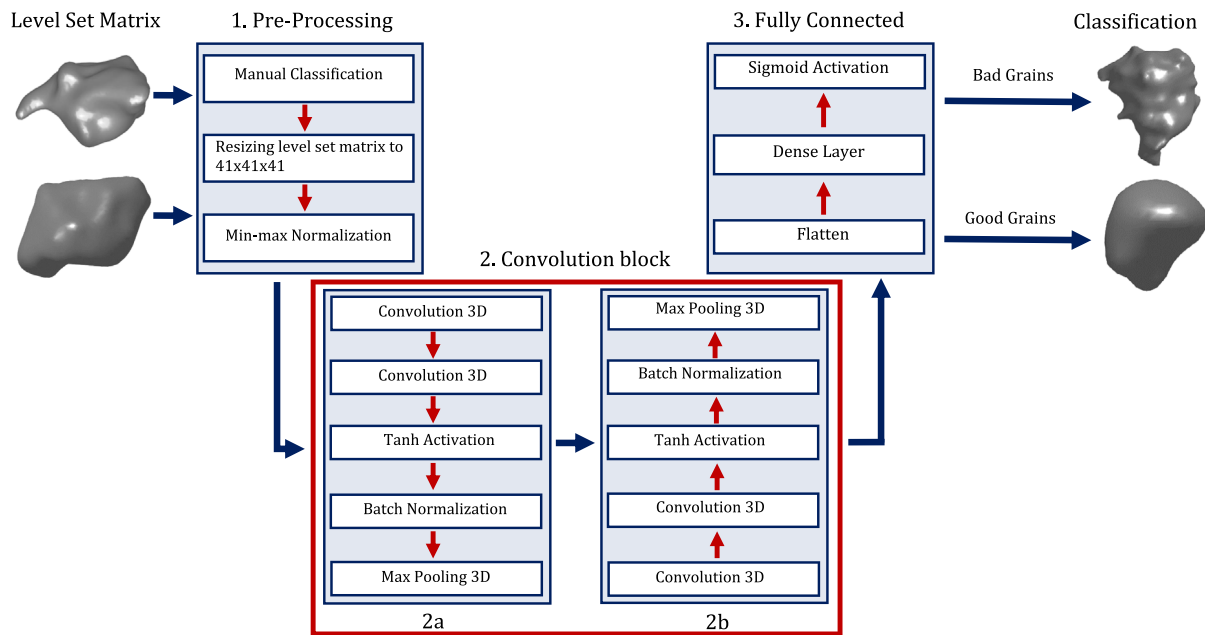 Level Set Matrix
1. Pre-Processing
Manual Classification
Resizing level set matrix to
41x41x41
Min-max Normalization
2. Convolution block
Convolution 3D
Convolution 3D
Tanh Activation
Batch Normalization
Max Pooling 3D
2a
Max Pooling 3D
Batch Normalization
Tanh Activation
Convolution 3D
Convolution 3D
2b
3. Fully Connected
Sigmoid Activation
Dense Layer
Flatten
Classification
Bad Grains
Good Grains